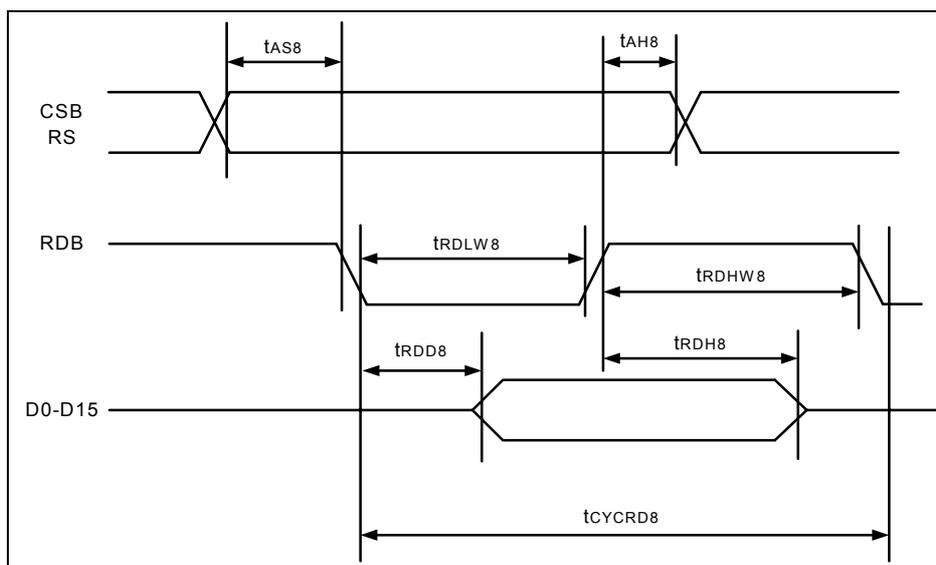 tAS8
tAH8
CSB
RS
RDB
tRDLW8
tRDHW8
tRDD8
tRDH8
D0-D15
tCYCRD8